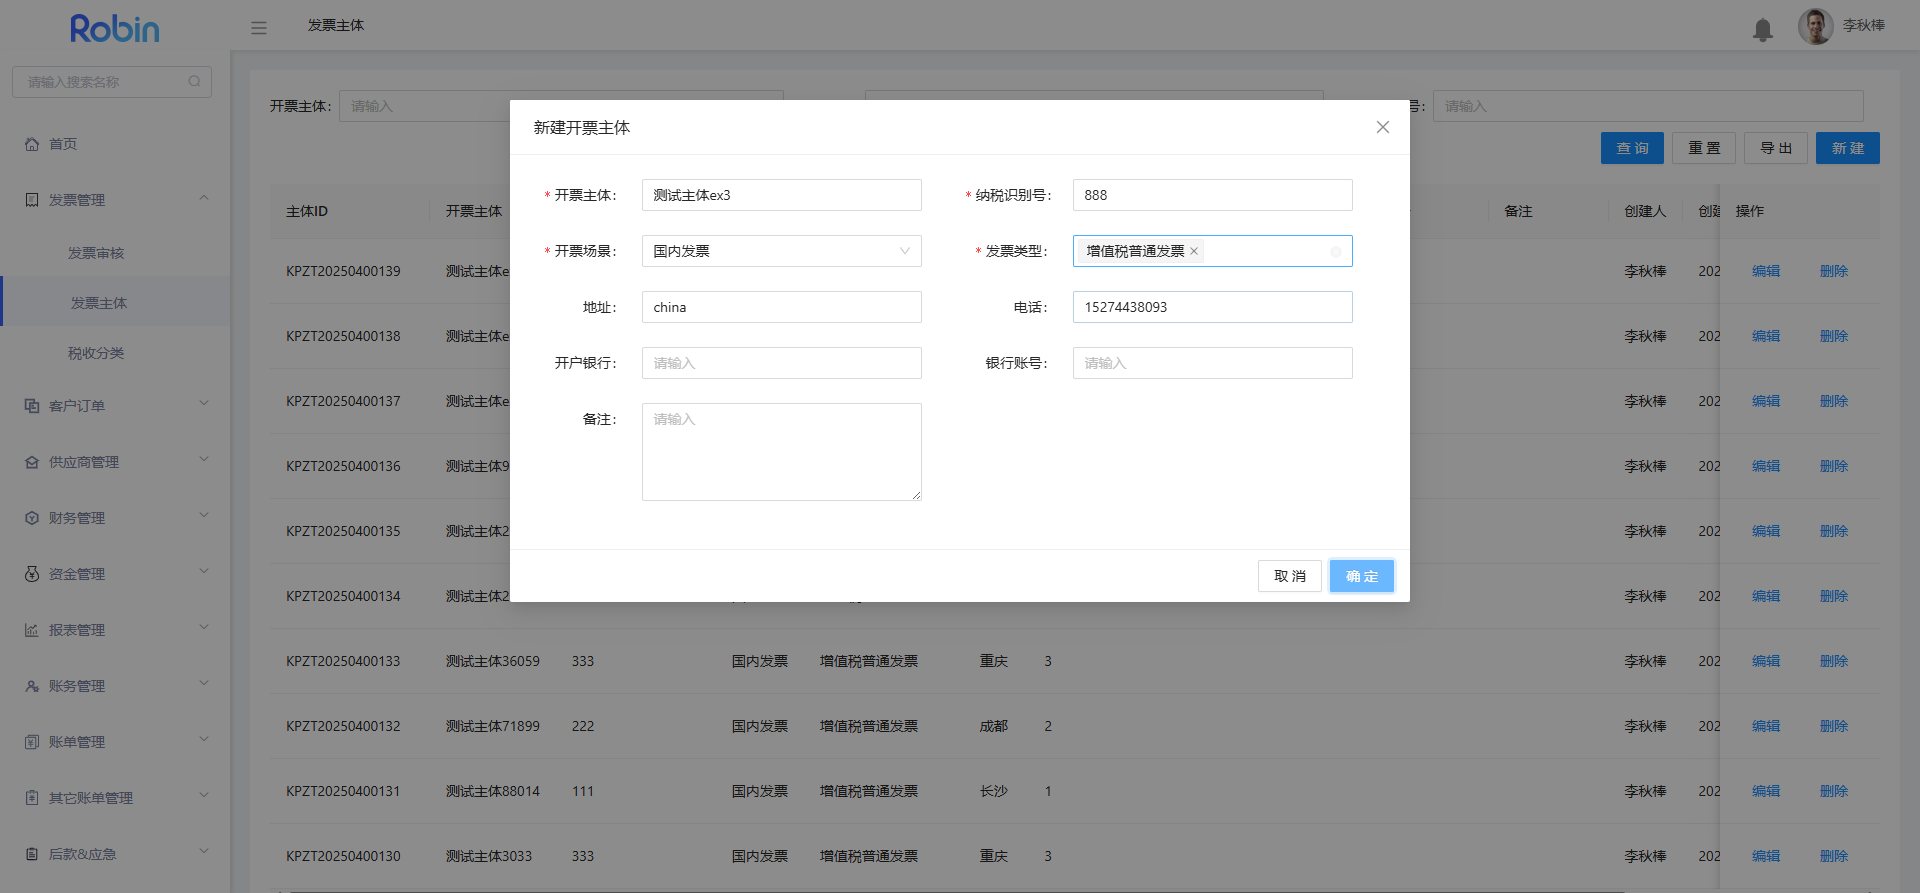 Robin
发票主体
李秋棒
请输入搜索名称
首页
发票管理
发票审核
发票主体
税收分类
客户订单
供应商管理
财务管理
资金管理
报表管理
账务管理
账单管理
其它账单管理
后款&应急
开票主体: 请输入
号: 请输入
查 询 重 置 导 出 新 建
主体ID 开票主体 备注 创建人 创建 操作
KPZT20250400139 测试主体e 李秋棒 202 编辑 删除
KPZT20250400138 测试主体e 李秋棒 202 编辑 删除
KPZT20250400137 测试主体e 李秋棒 202 编辑 删除
KPZT20250400136 测试主体9 李秋棒 202 编辑 删除
KPZT20250400135 测试主体2 李秋棒 202 编辑 删除
KPZT20250400134 测试主体2 李秋棒 202 编辑 删除
KPZT20250400133 测试主体36059 333 国内发票 增值税普通发票 重庆 3 李秋棒 202 编辑 删除
KPZT20250400132 测试主体71899 222 国内发票 增值税普通发票 成都 2 李秋棒 202 编辑 删除
KPZT20250400131 测试主体88014 111 国内发票 增值税普通发票 长沙 1 李秋棒 202 编辑 删除
KPZT20250400130 测试主体3033 333 国内发票 增值税普通发票 重庆 3 李秋棒 202 编辑 删除
新建开票主体
* 开票主体: 测试主体ex3 * 纳税识别号: 888
* 开票场景: 国内发票 * 发票类型: 增值税普通发票
地址: china 电话: 15274438093
开户银行: 请输入 银行账号: 请输入
备注: 请输入
取 消 确 定